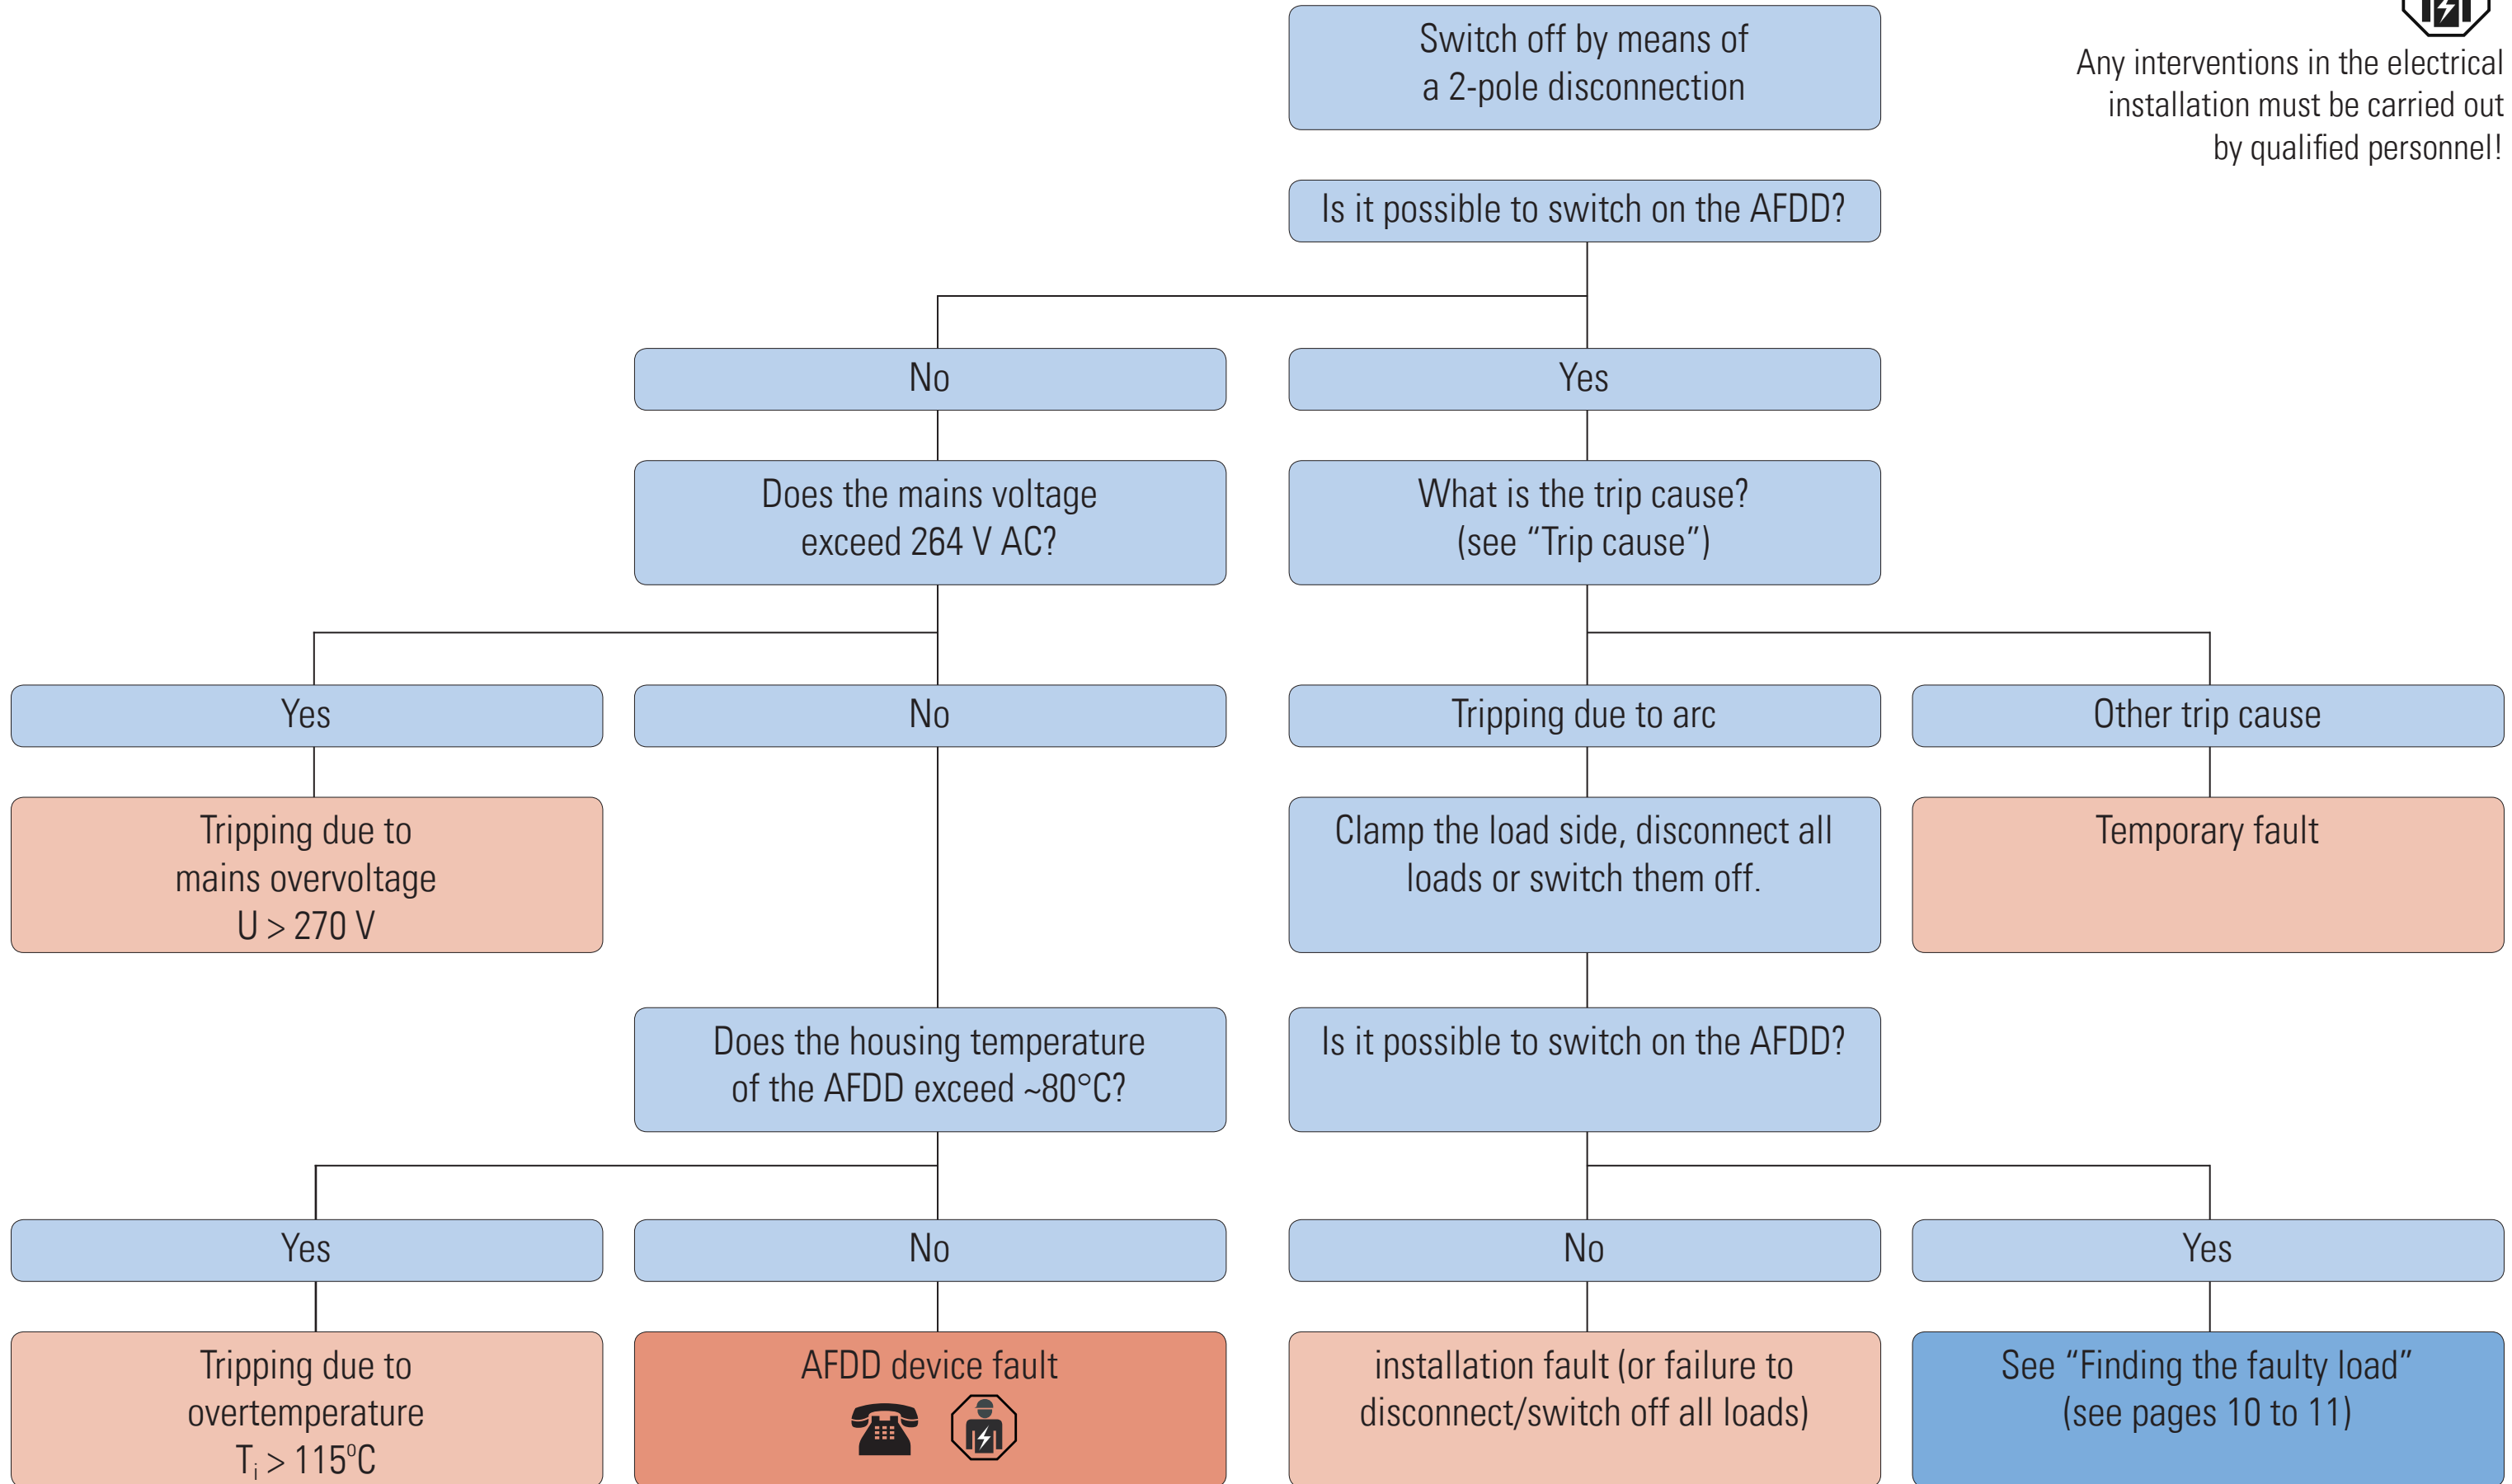 Switch off by means of
a 2-pole disconnection
Any interventions in the electrical
installation must be carried out
by qualified personnel!
Is it possible to switch on the AFDD?
No
Yes
Does the mains voltage
exceed 264 V AC?
What is the trip cause?
(see “Trip cause”)
Yes
No
Tripping due to arc
Other trip cause
Tripping due to
mains overvoltage
U > 270 V
Clamp the load side, disconnect all
loads or switch them off.
Temporary fault
Does the housing temperature
of the AFDD exceed ~80°C?
Is it possible to switch on the AFDD?
Yes
No
No
Yes
Tripping due to
overtemperature
Tᵢ > 115⁰C
AFDD device fault
installation fault (or failure to
disconnect/switch off all loads)
See “Finding the faulty load”
(see pages 10 to 11)